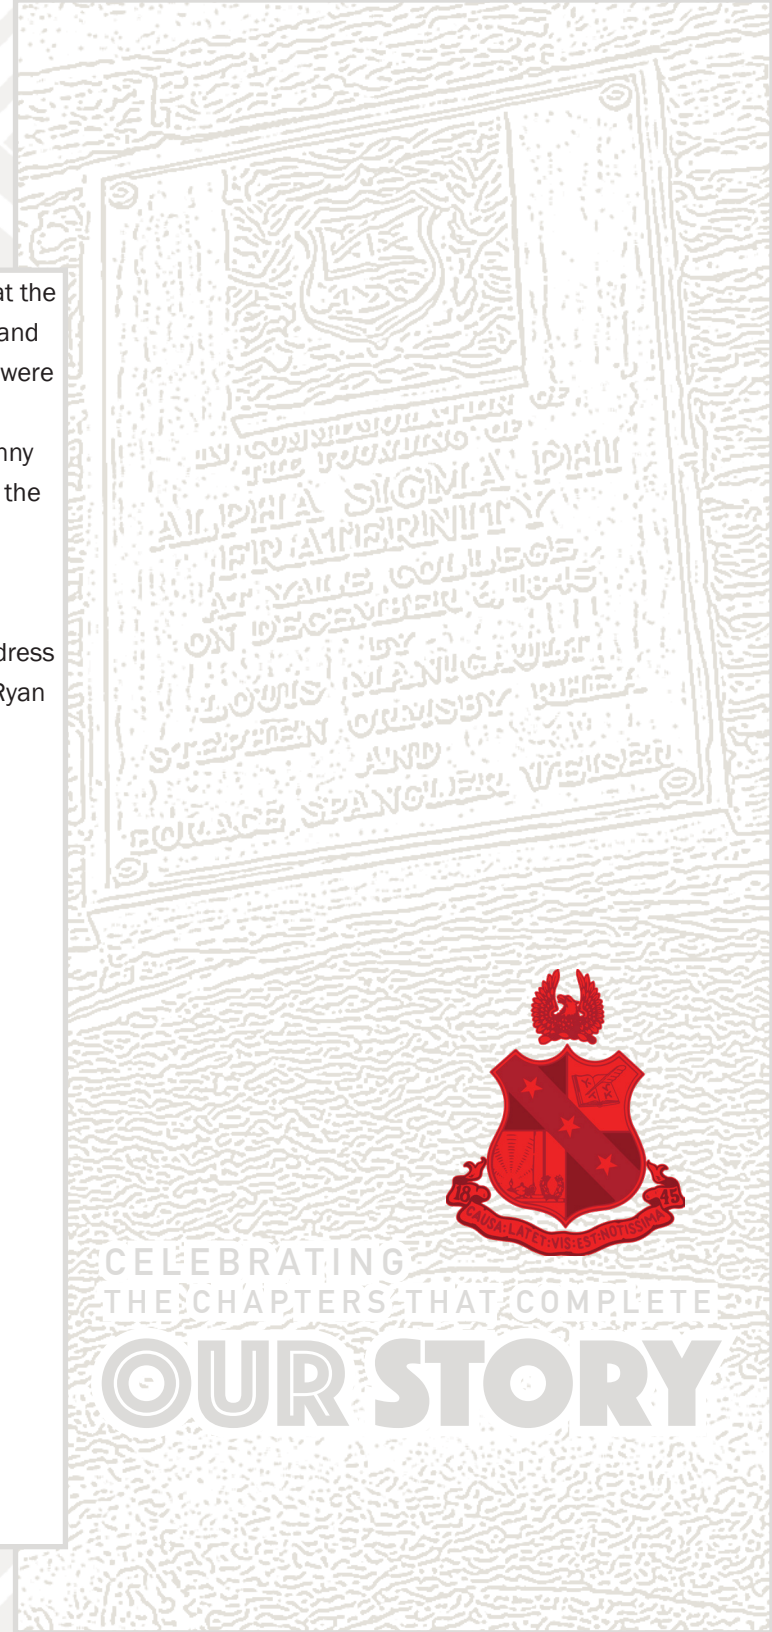 at the
and
were
nny
the
dress
Ryan
IN COMMEMORATION OF
THE FOUNDING OF
ALPHA SIGMA PHI
FRATERNITY
AT YALE COLLEGE
ON DECEMBER 6, 1845
BY
LOUIS MANIGAULT
STEPHEN ORMSBY RHEA
AND
HORACE SPANGLER WEISER
18 45
CAUSA:LATET:VIS:EST:NOTISSIMA
CELEBRATING
THE CHAPTERS THAT COMPLETE
OUR STORY